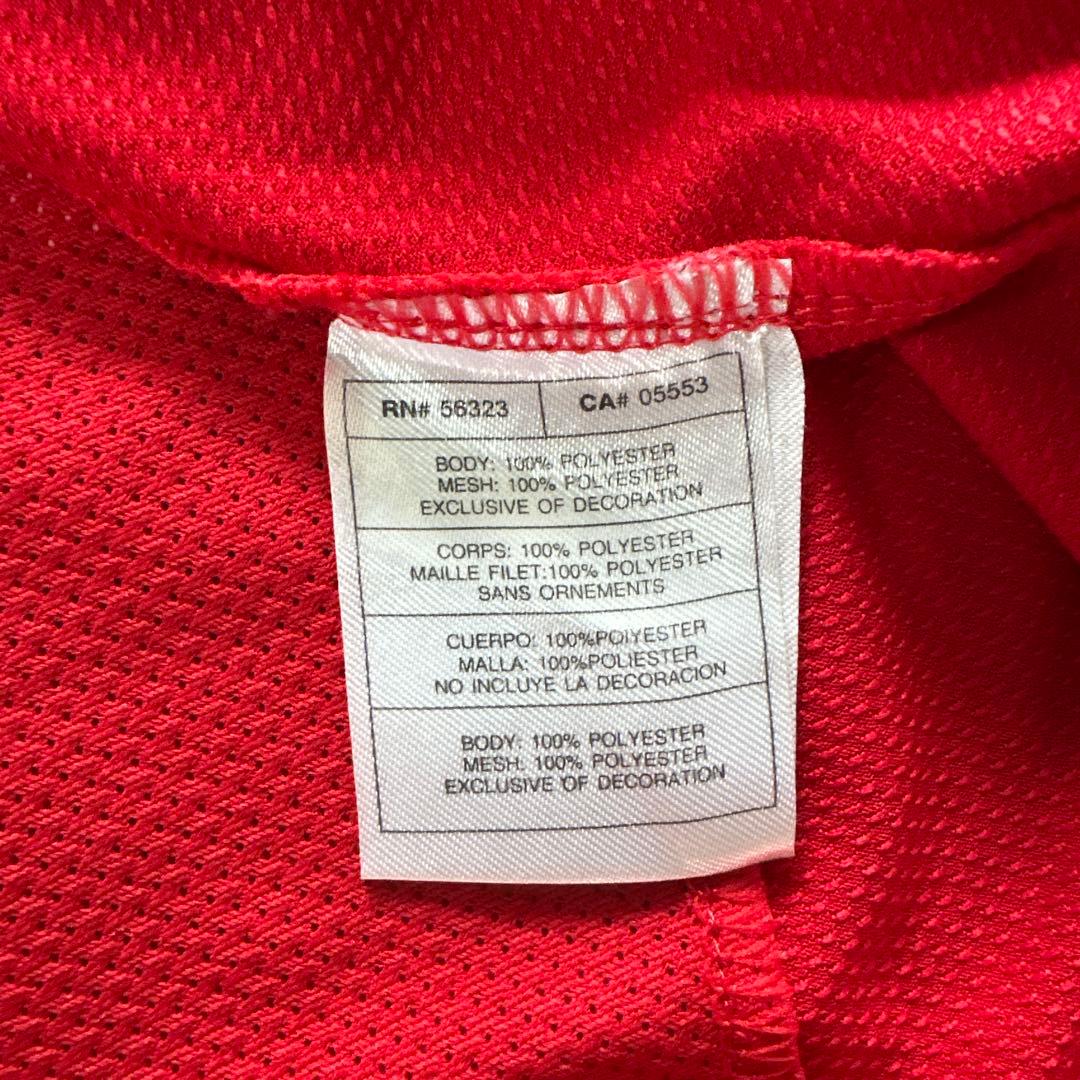 RN# 56323 CA# 05553
BODY: 100% POLYESTER
MESH: 100% POLYESTER
EXCLUSIVE OF DECORATION
CORPS: 100% POLYESTER
MAILLE FILET:100% POLYESTER
SANS ORNEMENTS
CUERPO: 100%POIYESTER
MALLA: 100%POLIESTER
NO INCLUYE LA DECORACION
BODY: 100% POLYESTER
MESH: 100% POLYESTER
EXCLUSIVE OF DECORATION